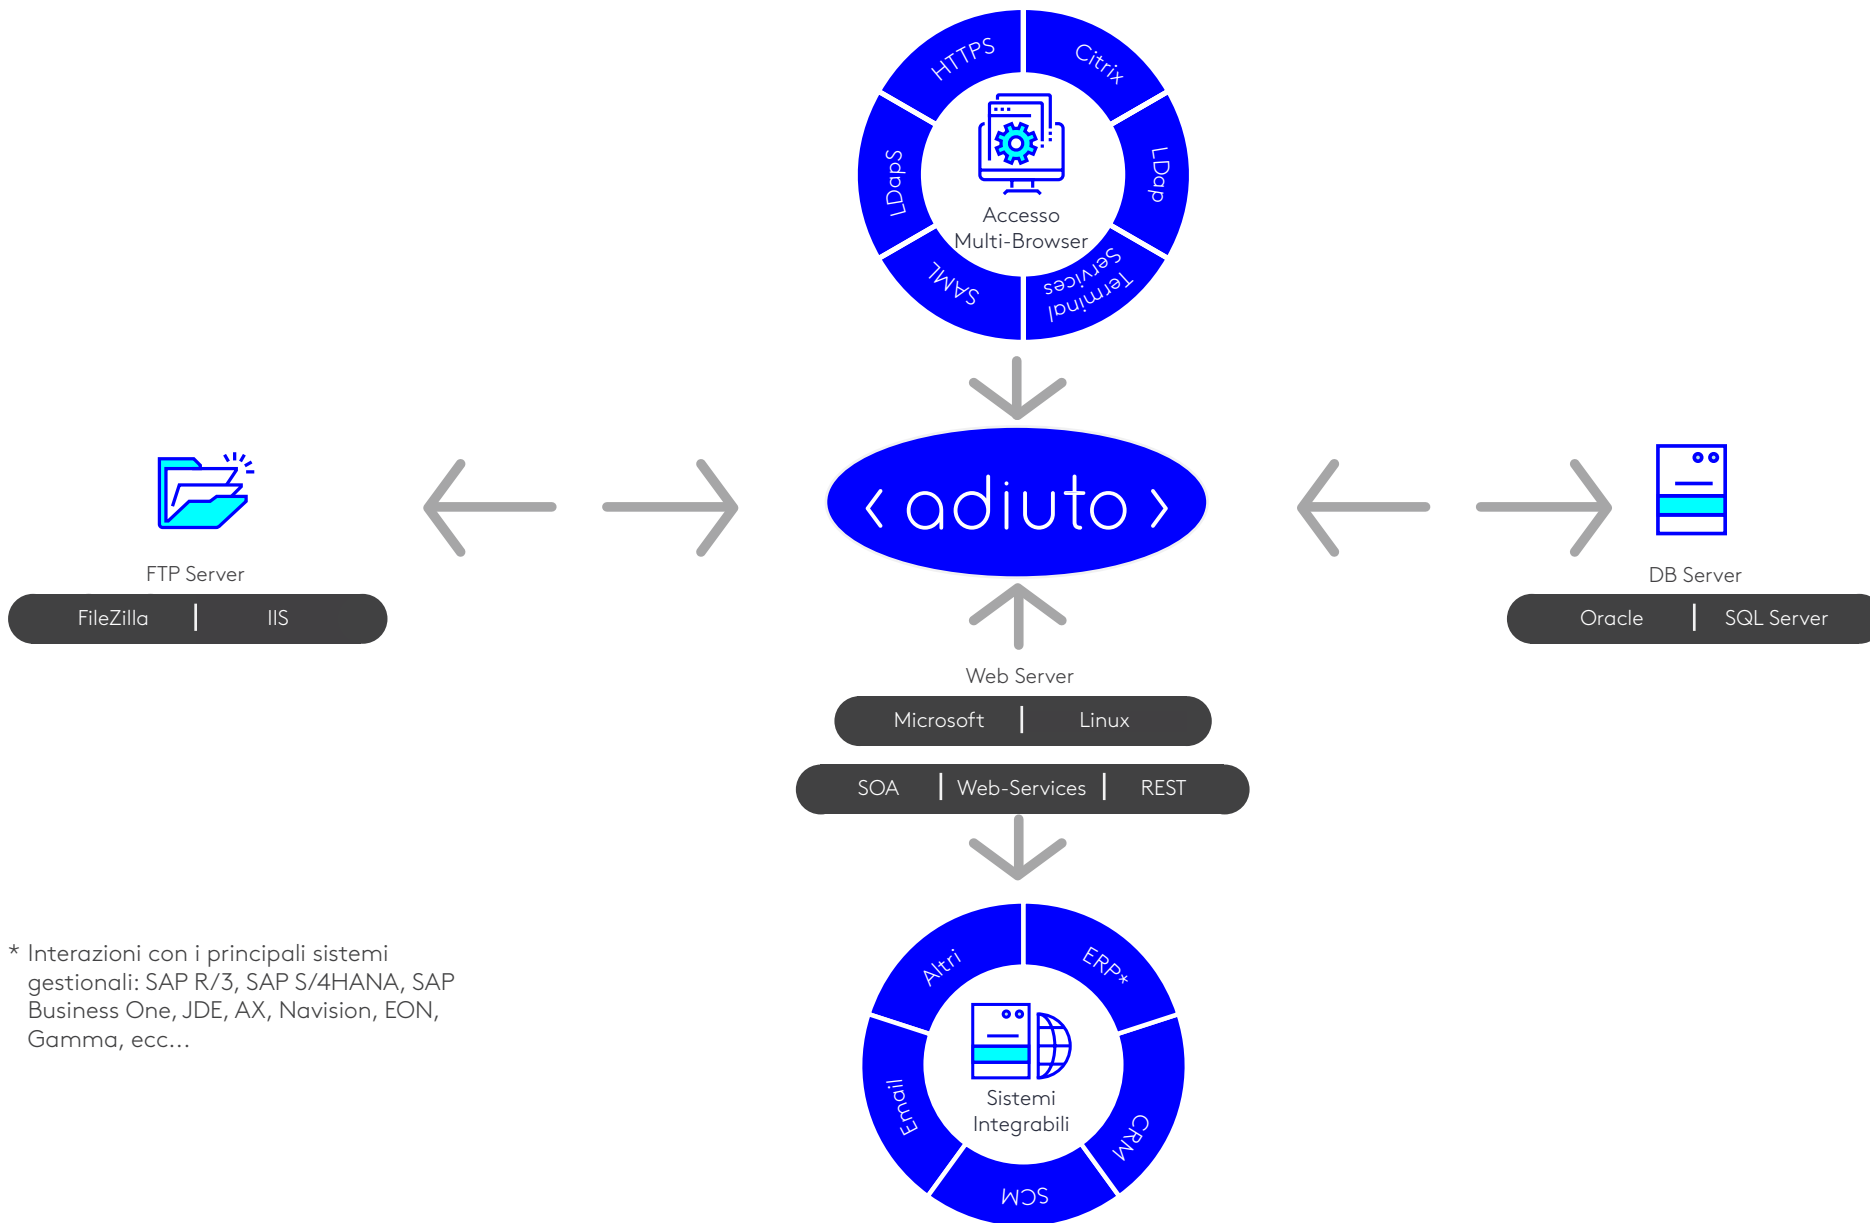 HTTPS
Citrix
LDapS
LDap
Accesso
Multi-Browser
SAML
Terminal
Services
‹ adiuto ›
FTP Server
FileZilla | IIS
DB Server
Oracle | SQL Server
Web Server
Microsoft | Linux
SOA | Web-Services | REST
Altri
ERP*
Email
CRM
SCM
Sistemi
Integrabili
* Interazioni con i principali sistemi
gestionali: SAP R/3, SAP S/4HANA, SAP
Business One, JDE, AX, Navision, EON,
Gamma, ecc...